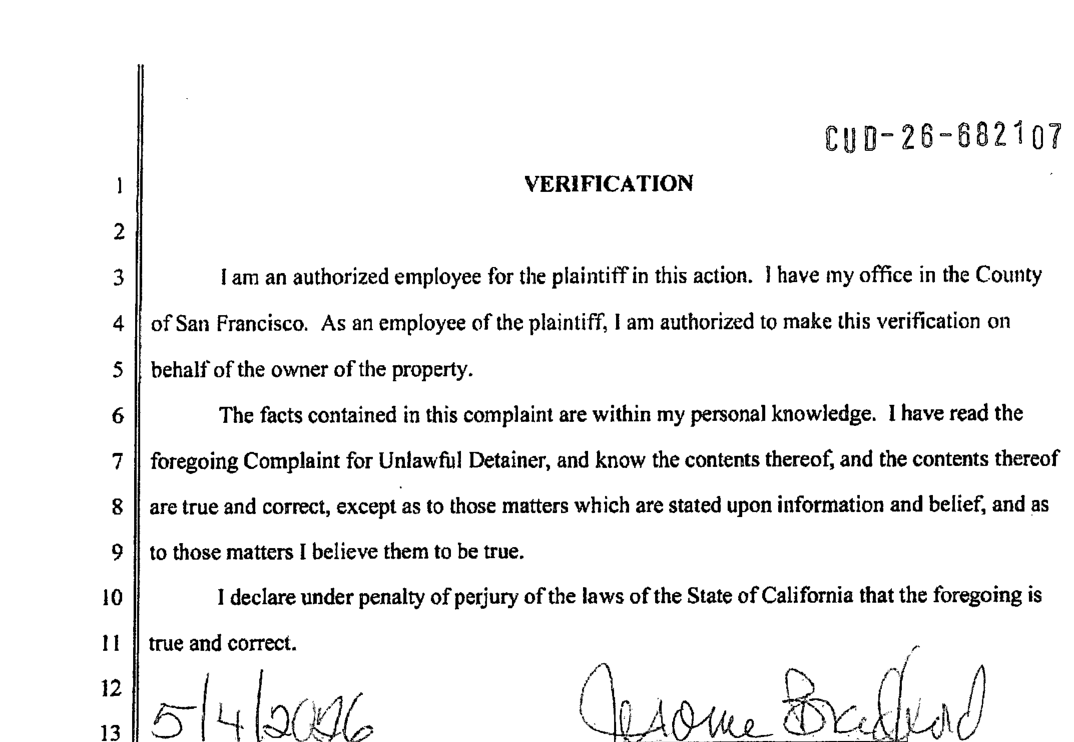 CUD-26-682107
1 VERIFICATION
2
3 I am an authorized employee for the plaintiff in this action. I have my office in the County
4 of San Francisco. As an employee of the plaintiff, I am authorized to make this verification on
5 behalf of the owner of the property.
6 The facts contained in this complaint are within my personal knowledge. I have read the
7 foregoing Complaint for Unlawful Detainer, and know the contents thereof, and the contents thereof
8 are true and correct, except as to those matters which are stated upon information and belief, and as
9 to those matters I believe them to be true.
10 I declare under penalty of perjury of the laws of the State of California that the foregoing is
11 true and correct.
12
13 5/4/2026 Jerome Bradford